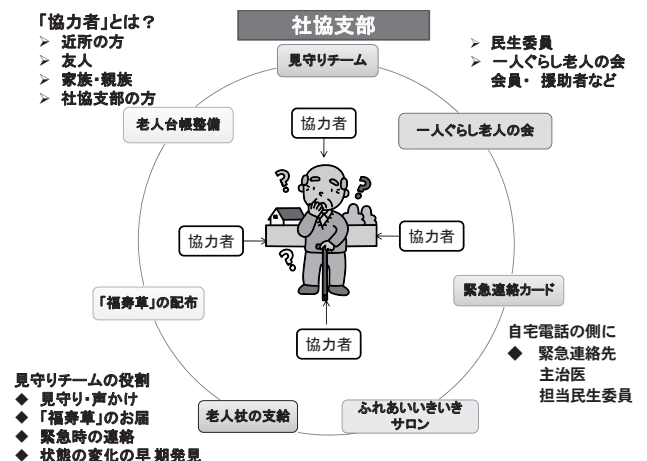 社協支部
「協力者」とは?
➢ 近所の方
➢ 友人
➢ 家族・親族
➢ 社協支部の方
➢ 民生委員
➢ 一人ぐらし老人の会
会員・ 援助者など
見守りチーム
老人台帳整備
協力者
一人ぐらし老人の会
協力者
協力者
「福寿草」の配布
緊急連絡カード
協力者
自宅電話の側に
◆ 緊急連絡先
主治医
担当民生委員
見守りチームの役割
◆ 見守り・声かけ
◆ 「福寿草」のお届
◆ 緊急時の連絡
◆ 状態の変化の早 期発見
老人杖の支給
ふれあいいきいき
サロン